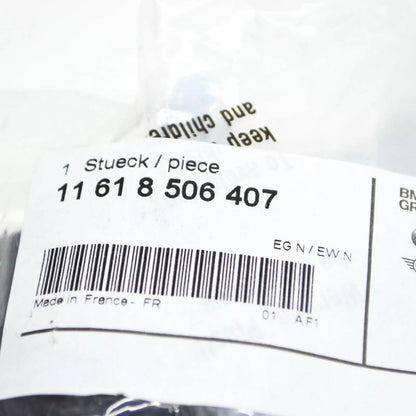 keep
and childre
1 Stueck / piece
11 61 8 506 407
EG N / EW N
Made in France - FR
01 AF1
BM
GR